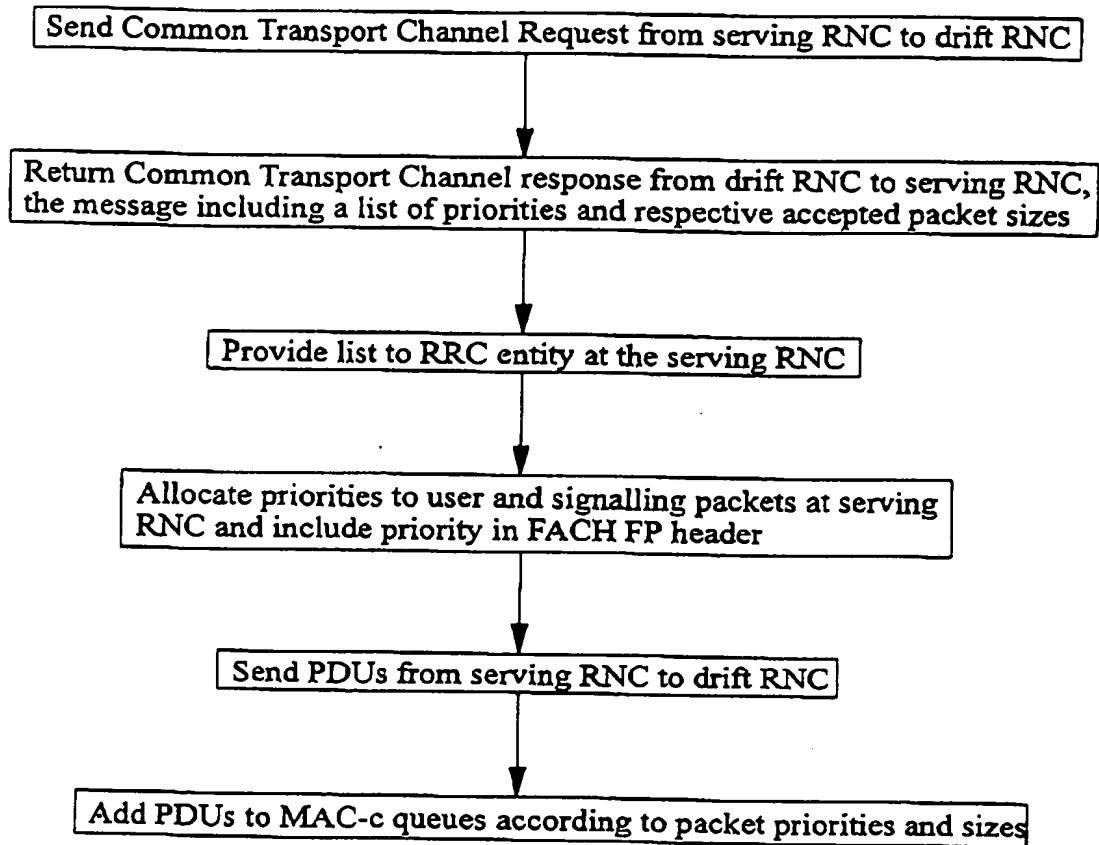 Send Common Transport Channel Request from serving RNC to drift RNC
Return Common Transport Channel response from drift RNC to serving RNC,
the message including a list of priorities and respective accepted packet sizes
Provide list to RRC entity at the serving RNC
Allocate priorities to user and signalling packets at serving
RNC and include priority in FACH FP header
Send PDUs from serving RNC to drift RNC
Add PDUs to MAC-c queues according to packet priorities and sizes